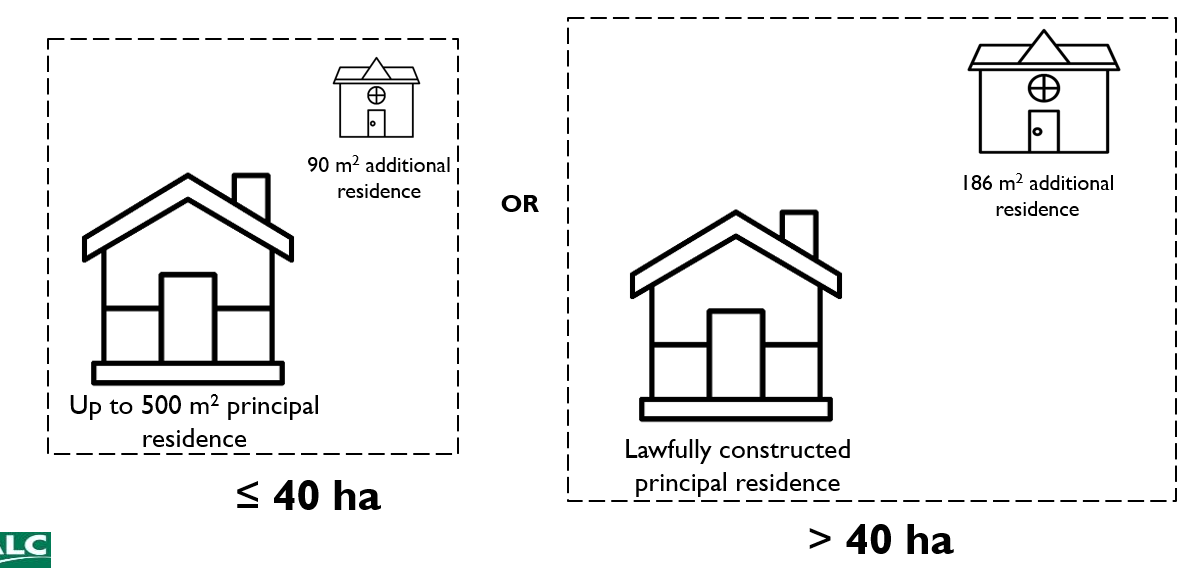 90 m² additional
residence
Up to 500 m² principal
residence
≤ 40 ha
OR
186 m² additional
residence
Lawfully constructed
principal residence
> 40 ha
ALC